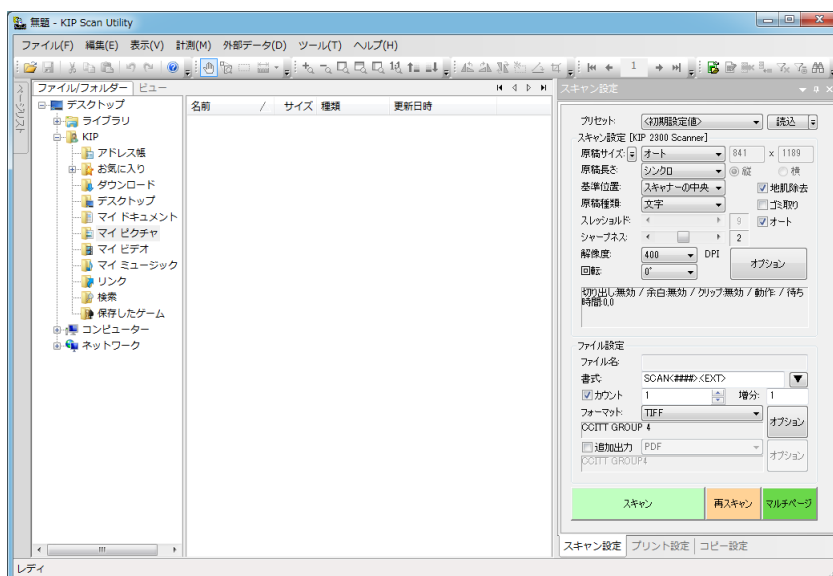 無題 - KIP Scan Utility
ファイル(F) 編集(E) 表示(V) 計測(M) 外部データ(D) ツール(T) ヘルプ(H)
1
ページリスト
ファイル/フォルダー ビュー
デスクトップ
ライブラリ
KIP
アドレス帳
お気に入り
ダウンロード
デスクトップ
マイ ドキュメント
マイ ピクチャ
マイ ビデオ
マイ ミュージック
リンク
検索
保存したゲーム
コンピューター
ネットワーク
名前 / サイズ 種類 更新日時
スキャン設定
プリセット: <初期設定値> 読込
スキャン設定 [KIP 2300 Scanner]
原稿サイズ: オート 841 x 1189
原稿長さ: シンクロ 縦 横
基準位置: スキャナーの中央 地肌除去
原稿種類: 文字 ゴミ取り
スレッショルド: 9 オート
シャープネス: 2
解像度: 400 DPI オプション
回転: 0°
切り出し:無効 / 余白:無効 / クリップ:無効 / 動作: / 待ち
時間:0.0
ファイル設定
ファイル名:
書式: SCAN<####>.<EXT>
カウント 1 増分: 1
フォーマット: TIFF オプション
CCITT GROUP 4
追加出力 PDF オプション
CCITT GROUP4
スキャン 再スキャン マルチページ
スキャン設定 プリント設定 コピー設定
レディ